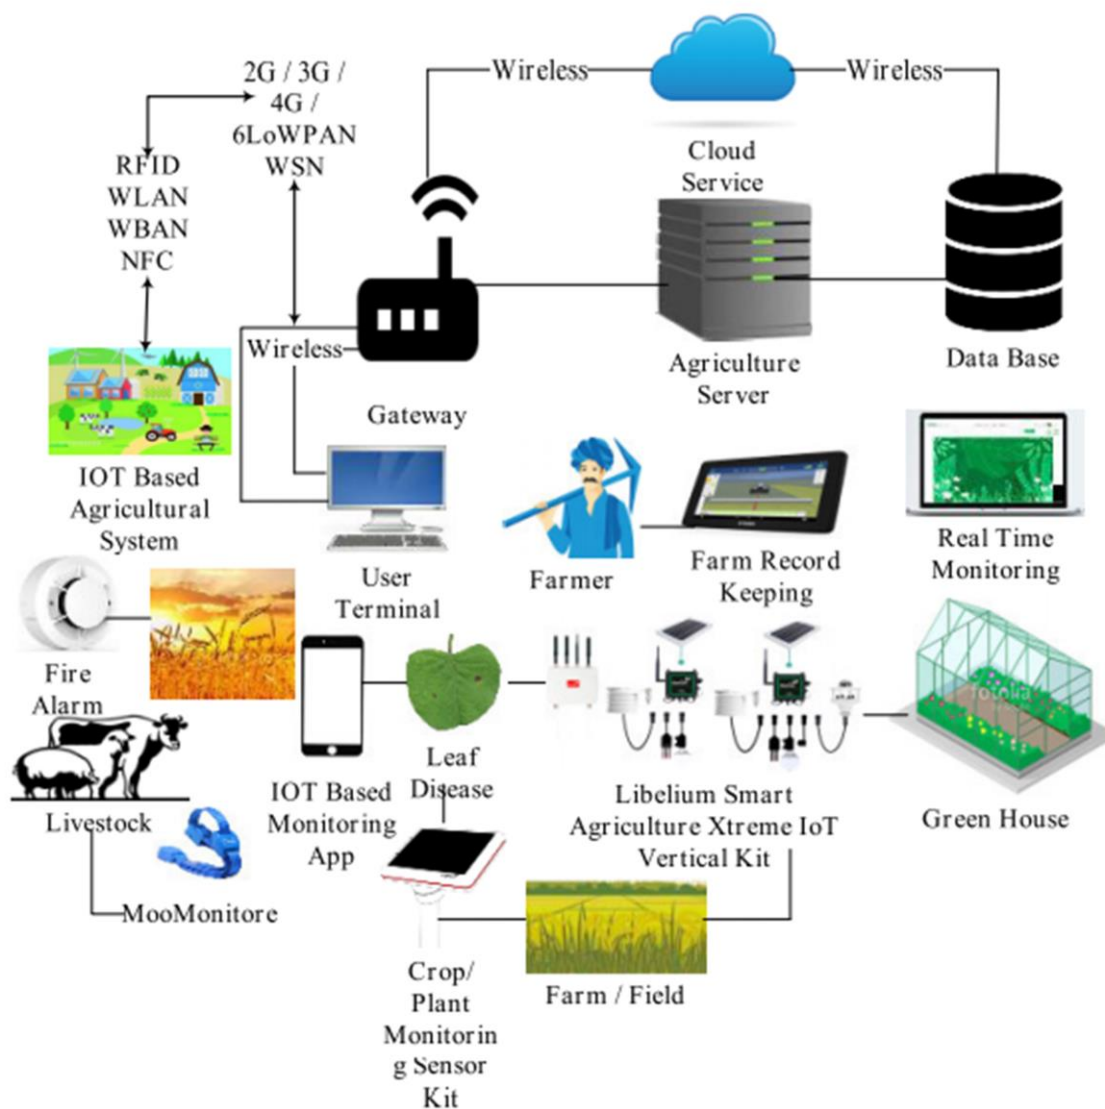 2G / 3G /
4G /
6LoWPAN
WSN
Wireless
Wireless
Cloud
Service
RFID
WLAN
WBAN
NFC
Wireless
Gateway
Agriculture
Server
Data Base
IOT Based
Agricultural
System
User
Terminal
Farmer
Farm Record
Keeping
Real Time
Monitoring
Fire
Alarm
Livestock
MooMonitore
IOT Based
Monitoring
App
Leaf
Disease
Libelium Smart
Agriculture Xtreme IoT
Vertical Kit
fotolia
Green House
Crop/
Plant
Monitorin
g Sensor
Kit
Farm / Field